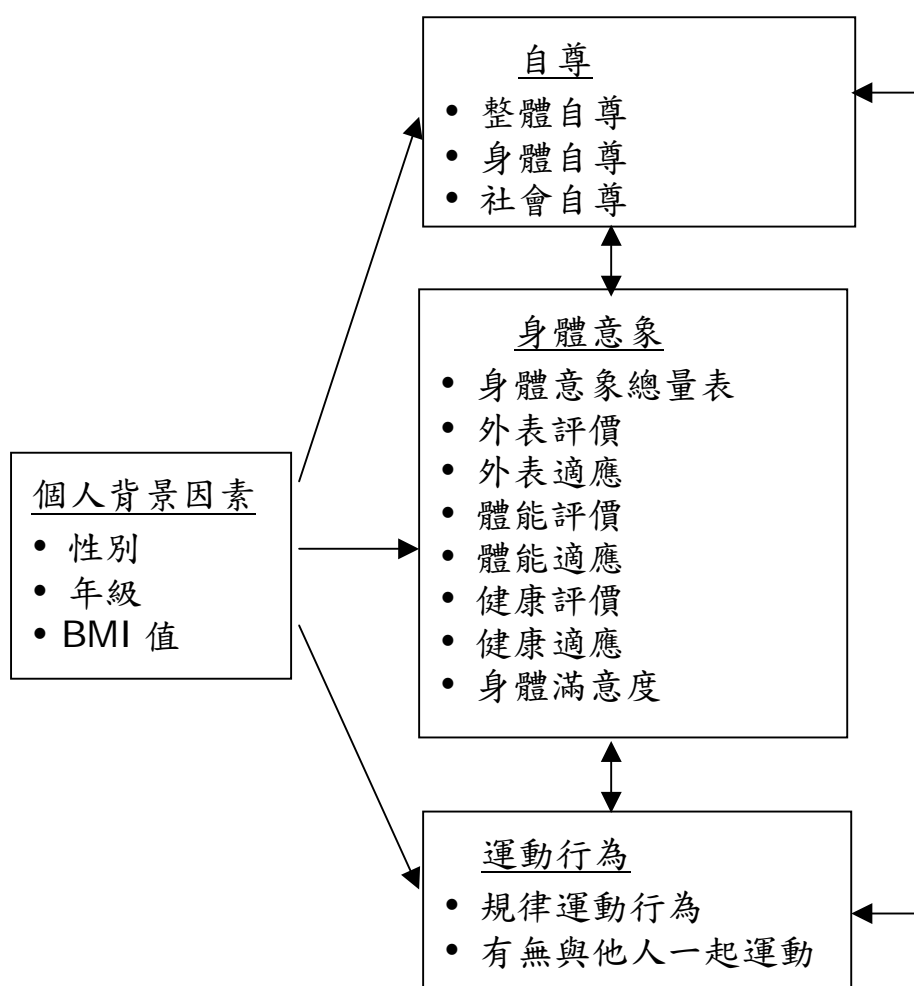 自尊
• 整體自尊
• 身體自尊
• 社會自尊
身體意象
• 身體意象總量表
• 外表評價
• 外表適應
• 體能評價
• 體能適應
• 健康評價
• 健康適應
• 身體滿意度
個人背景因素
• 性別
• 年級
• BMI 值
運動行為
• 規律運動行為
• 有無與他人一起運動